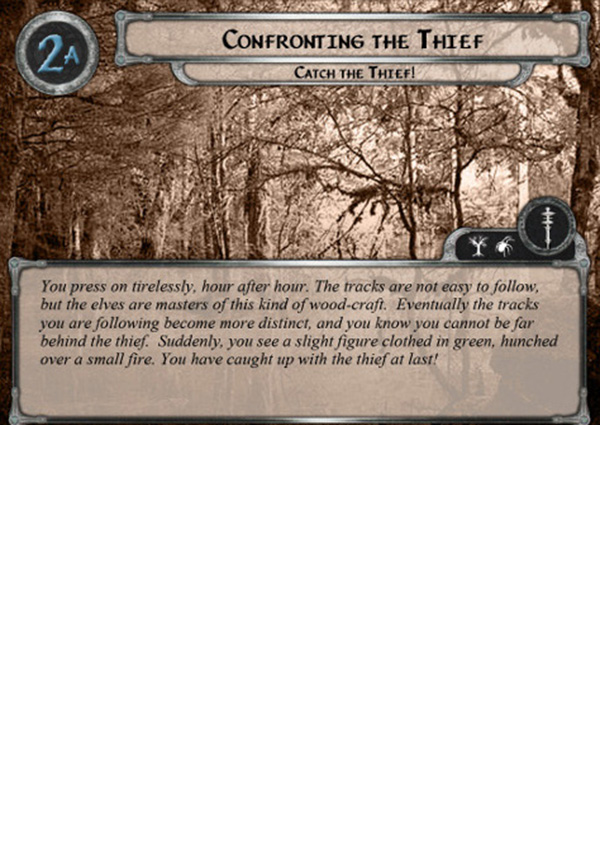 2A
Confronting the Thief
Catch the Thief!
You press on tirelessly, hour after hour. The tracks are not easy to follow,
but the elves are masters of this kind of wood-craft.  Eventually the tracks
you are following become more distinct, and you know you cannot be far
behind the thief.  Suddenly, you see a slight figure clothed in green, hunched
over a small fire. You have caught up with the thief at last!